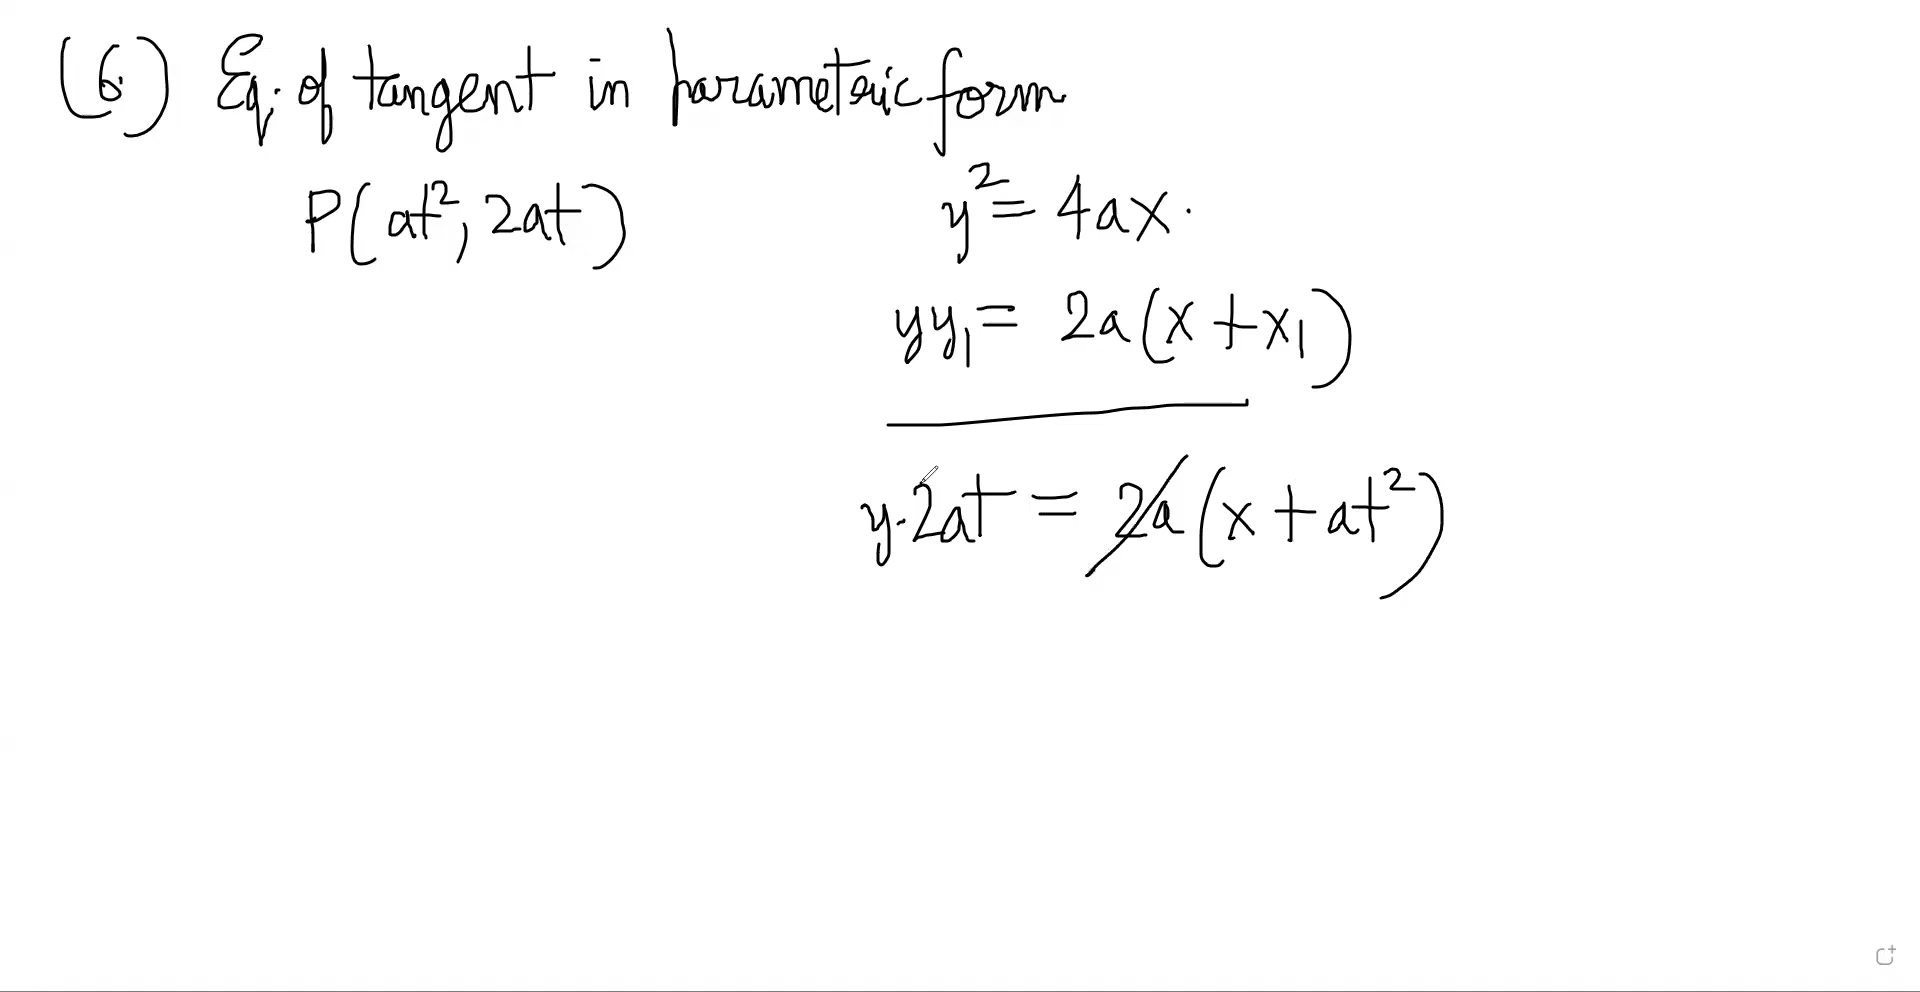 (6) Eq. of tangent in parametric form
P(at², 2at)
y² = 4ax.
yy₁ = 2a(x + x₁)
y·2at = 2a(x + at²)